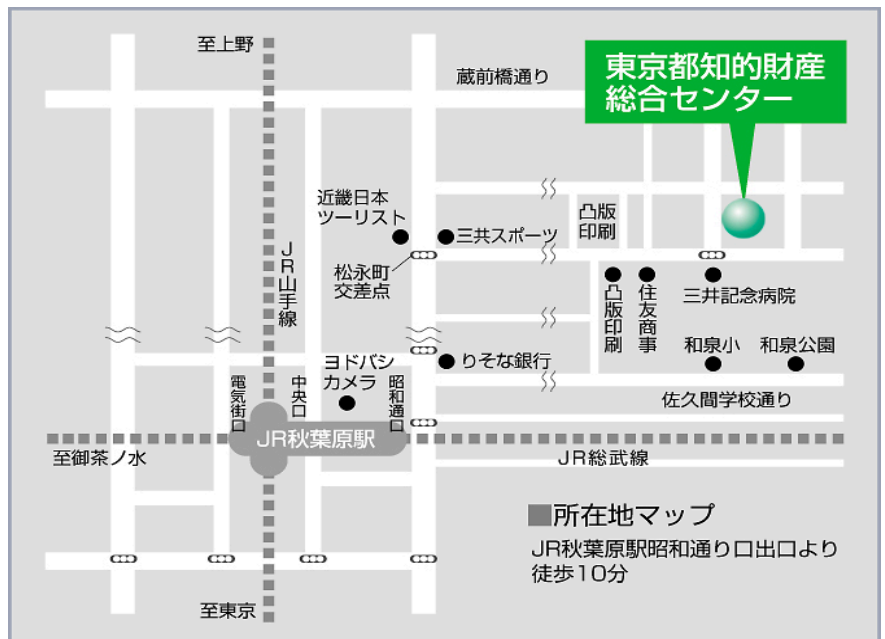 至上野
蔵前橋通り
東京都知的財産
総合センター
近畿日本
ツーリスト
三共スポーツ
凸版
印刷
JR山手線
松永町
交差点
凸版印刷
住友商事
三井記念病院
ヨドバシ
カメラ
りそな銀行
和泉小
和泉公園
電気街口
中央口
昭和通口
佐久間学校通り
JR秋葉原駅
至御茶ノ水
JR総武線
■所在地マップ
JR秋葉原駅昭和通り口出口より
徒歩10分
至東京